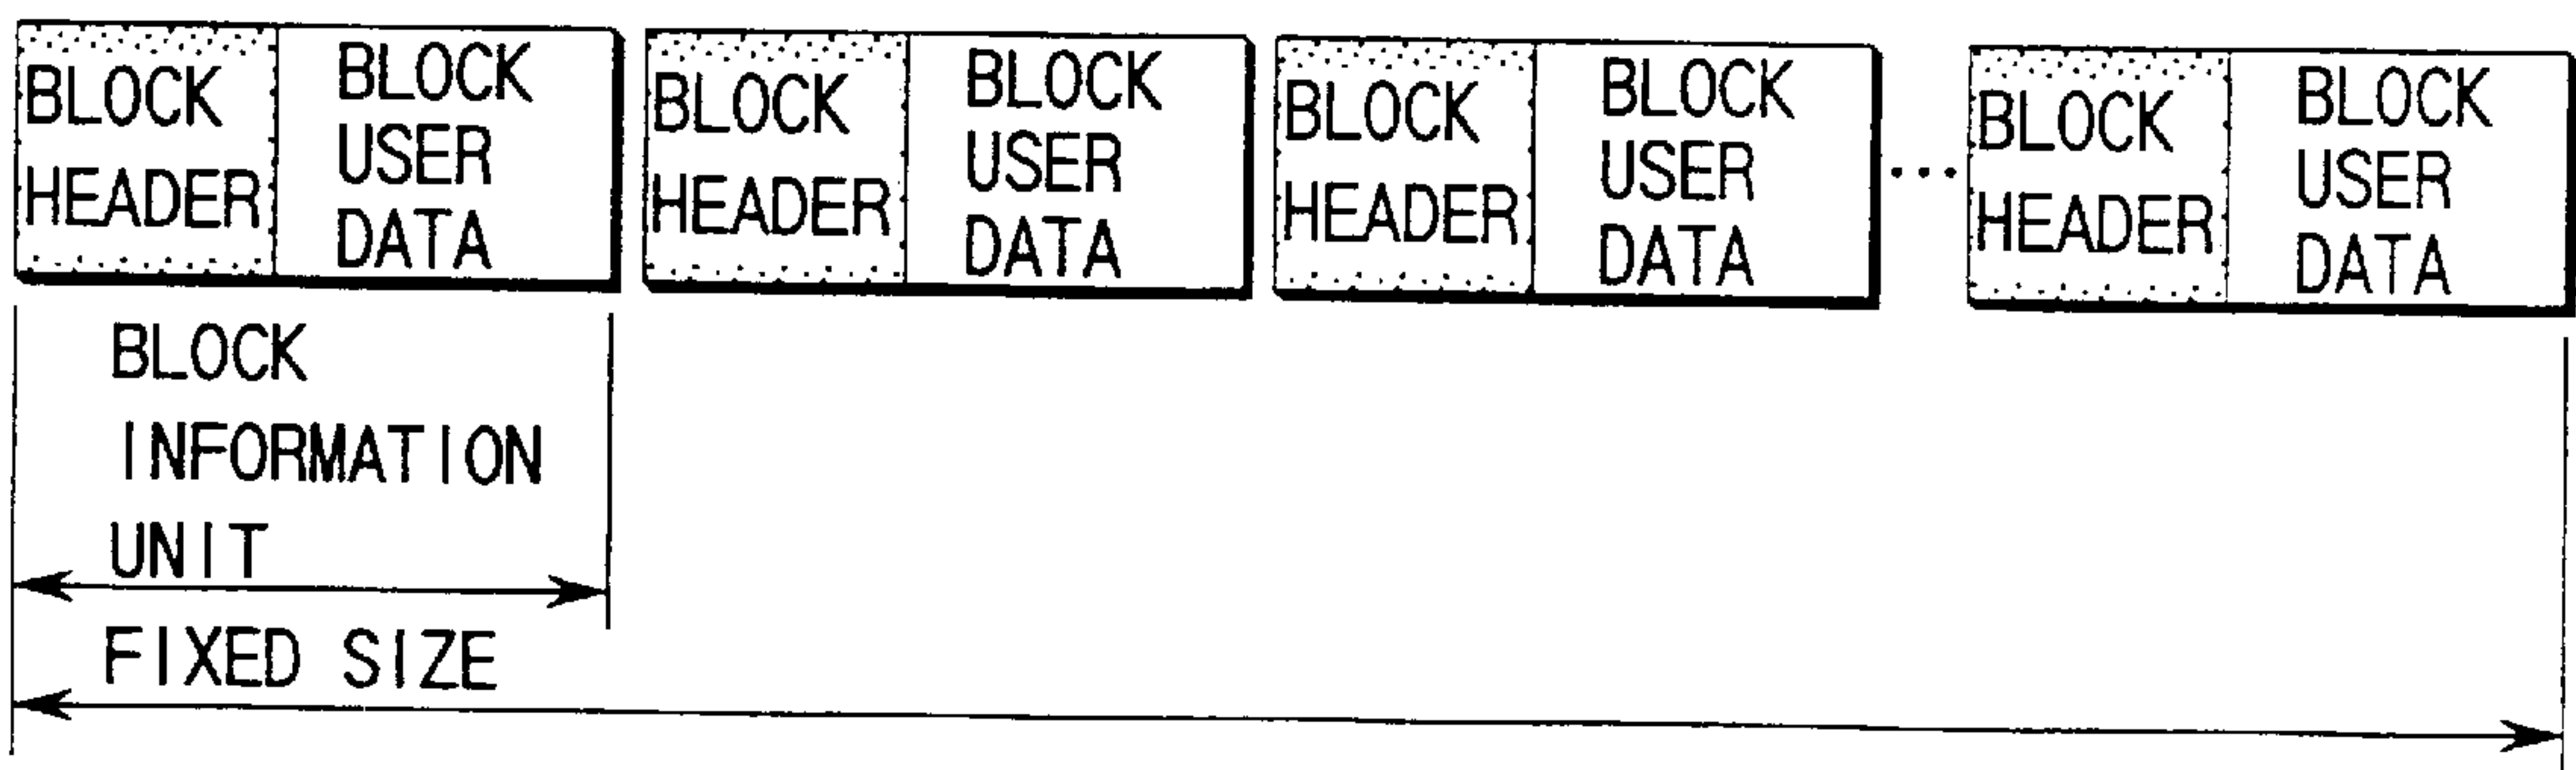 BLOCK
HEADER
BLOCK
USER
DATA
BLOCK
HEADER
BLOCK
USER
DATA
BLOCK
HEADER
BLOCK
USER
DATA
...
BLOCK
HEADER
BLOCK
USER
DATA
BLOCK
INFORMATION
UNIT
FIXED SIZE